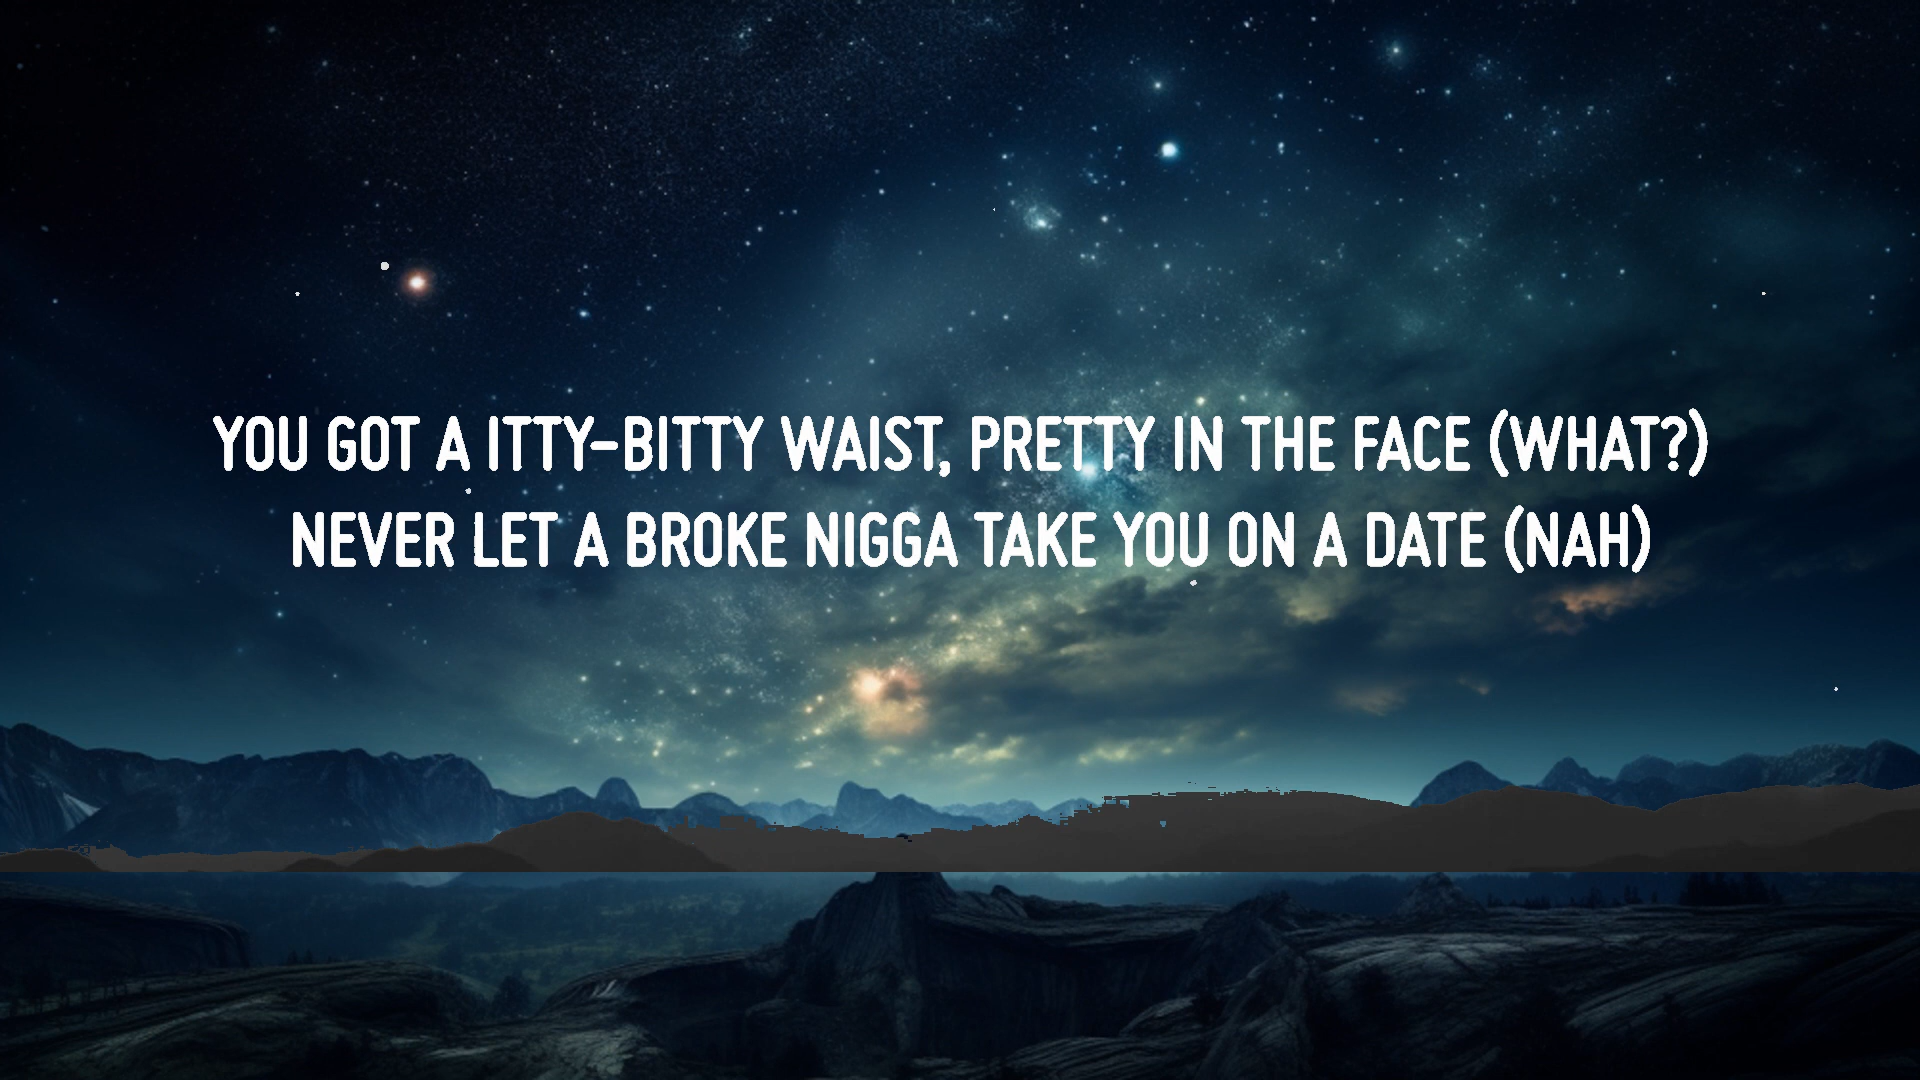 YOU GOT A ITTY-BITTY WAIST, PRETTY IN THE FACE (WHAT?)
NEVER LET A BROKE NIGGA TAKE YOU ON A DATE (NAH)